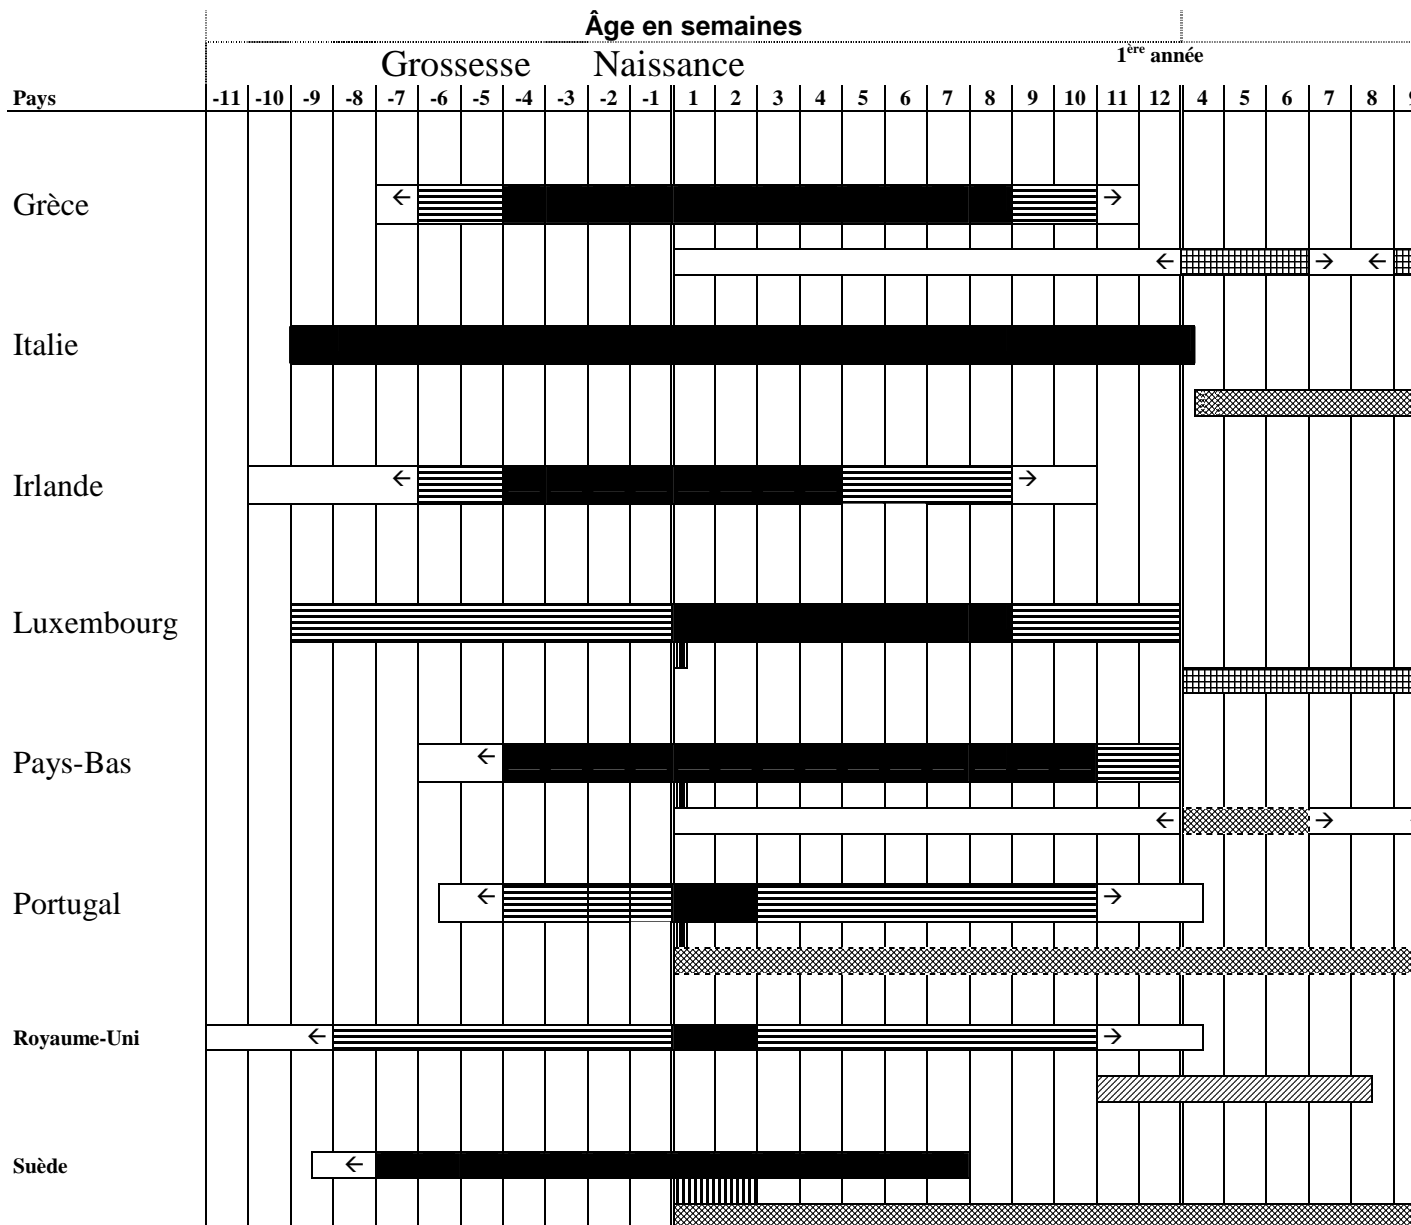 Âge en semaines
Grossesse Naissance 1ère année
Pays -11 -10 -9 -8 -7 -6 -5 -4 -3 -2 -1 1 2 3 4 5 6 7 8 9 10 11 12 4 5 6 7 8
← →
Grèce
← → ←
Italie
← →
Irlande
Luxembourg
←
Pays-Bas
← →
← →
Portugal
Royaume-Uni ← →
Suède ←